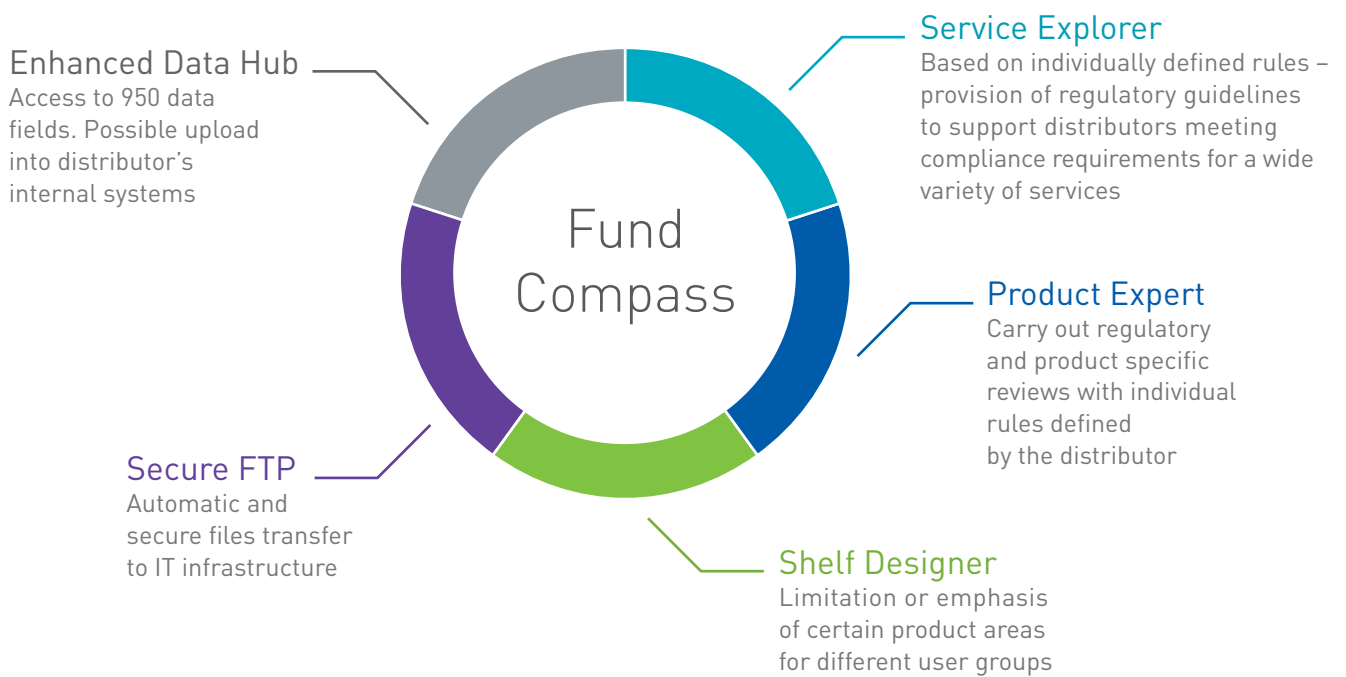 Enhanced Data Hub
Access to 950 data
fields. Possible upload
into distributor’s
internal systems
Service Explorer
Based on individually defined rules –
provision of regulatory guidelines
to support distributors meeting
compliance requirements for a wide
variety of services
Fund
Compass
Product Expert
Carry out regulatory
and product specific
reviews with individual
rules defined
by the distributor
Secure FTP
Automatic and
secure files transfer
to IT infrastructure
Shelf Designer
Limitation or emphasis
of certain product areas
for different user groups